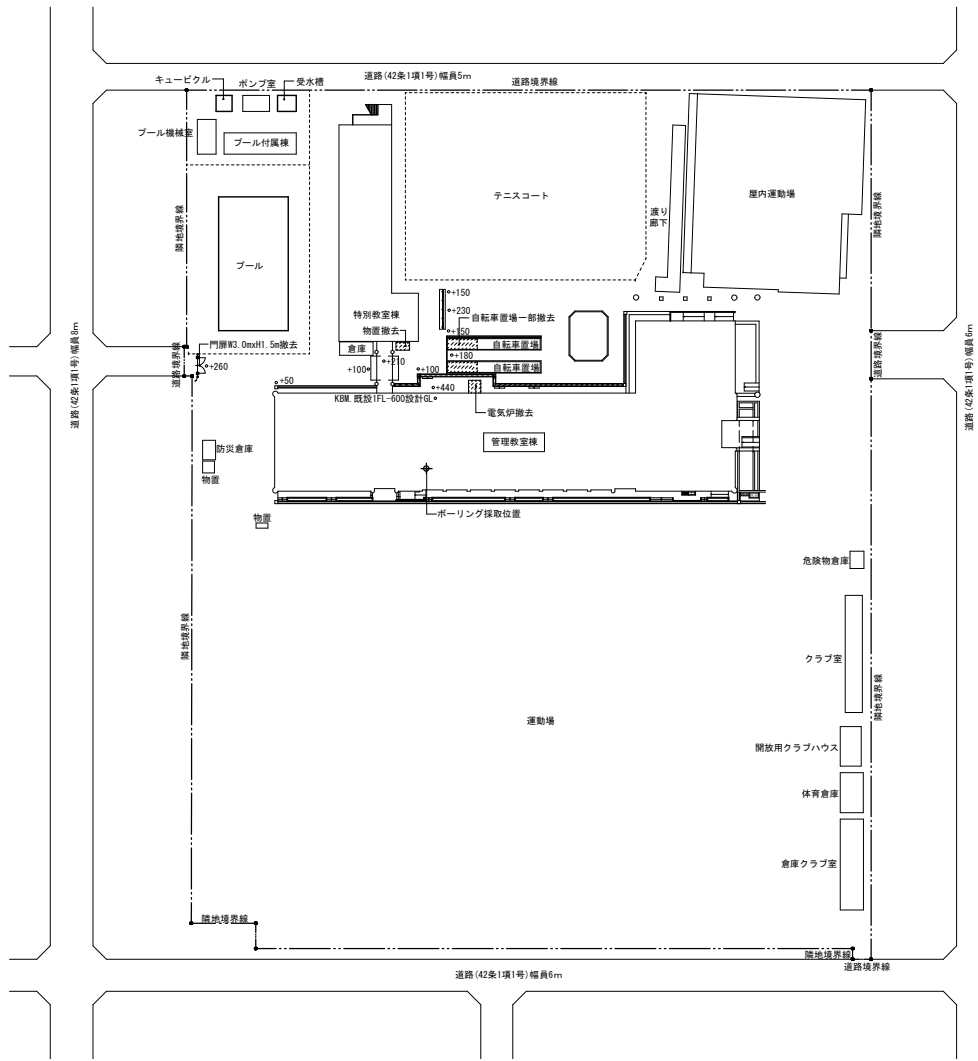 道路(42条1項1号)幅員5m
道路境界線
キュービクル
ポンプ室
受水槽
プール機械室
プール付属棟
隣地境界線
プール
テニスコート
渡り
廊下
屋内運動場
隣地境界線
特別教室棟
物置撤去
倉庫
+150
+230
自転車置場一部撤去
+150
自転車置場
+180
自転車置場
道路(42条1項1号)幅員8m
道路境界線
門扉W3.0mxH1.5m撤去
+260
+210
+100
+100
+50
+440
KBM.既設1FL-600設計GL
電気炉撤去
道路境界線
道路(42条1項1号)幅員6m
管理教室棟
防災倉庫
物置
ボーリング採取位置
物置
危険物倉庫
隣地境界線
クラブ室
隣地境界線
運動場
開放用クラブハウス
体育倉庫
倉庫クラブ室
隣地境界線
隣地境界線
道路境界線
道路(42条1項1号)幅員6m